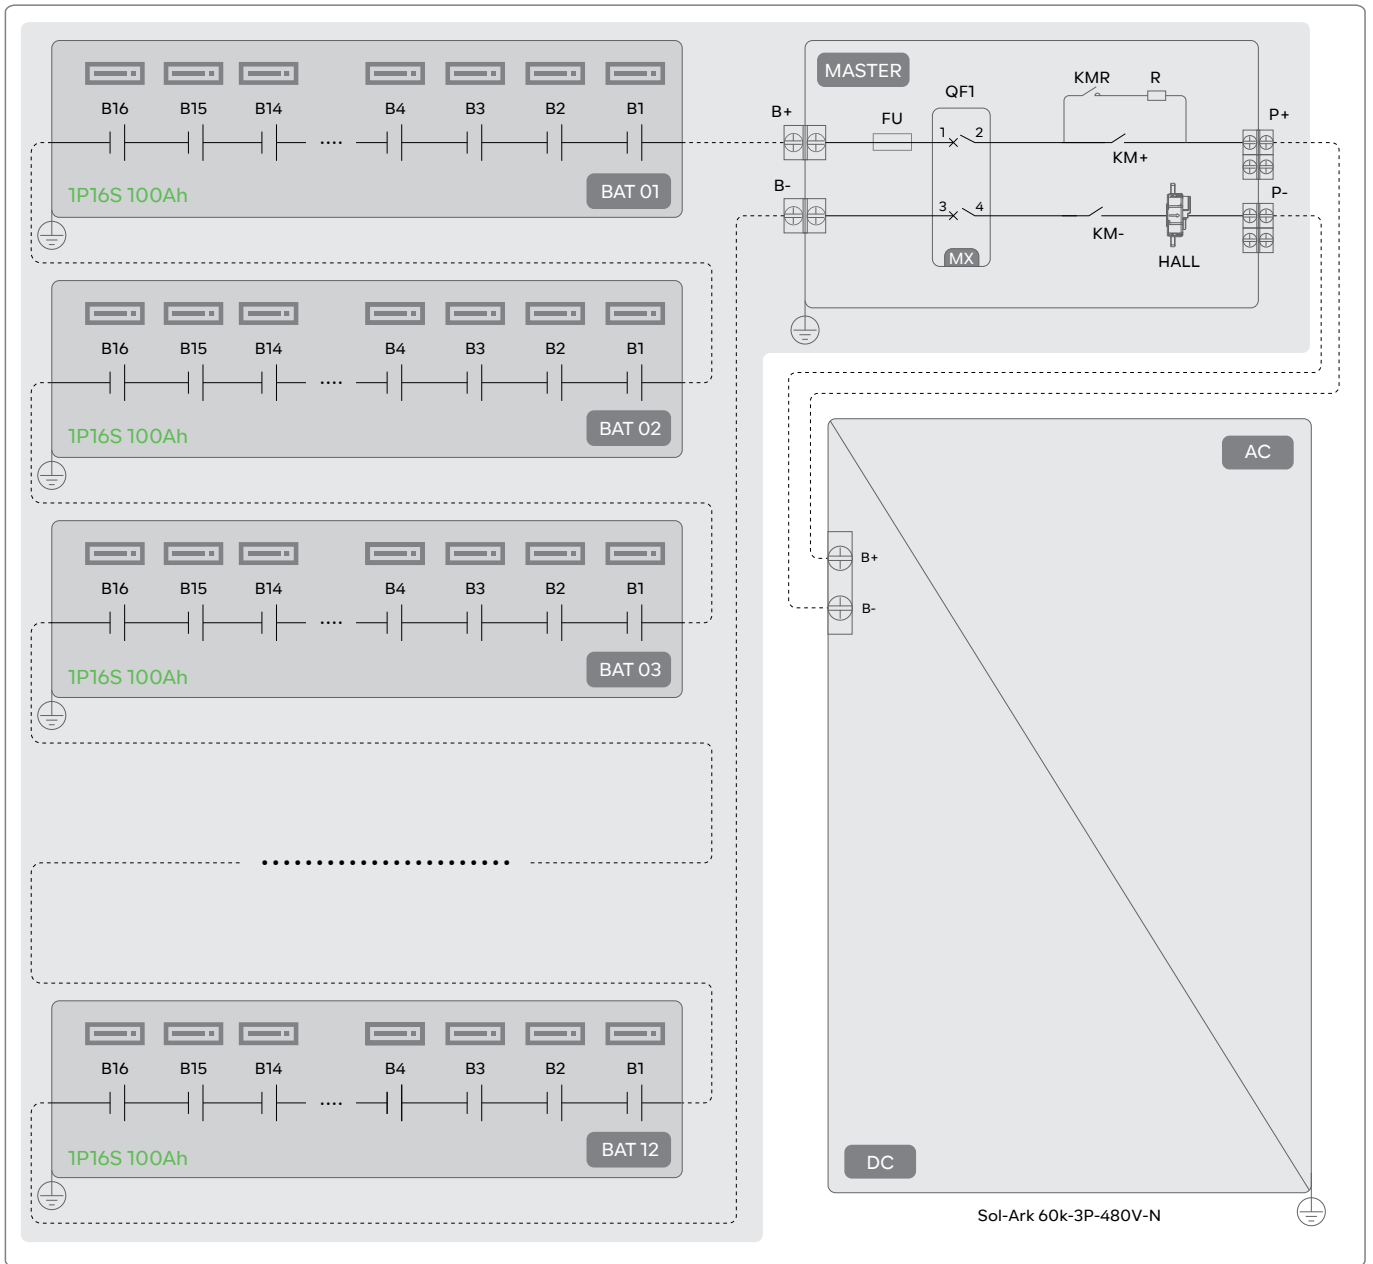 B16 B15 B14 .... B4 B3 B2 B1
1P16S 100Ah
BAT 01
B16 B15 B14 .... B4 B3 B2 B1
1P16S 100Ah
BAT 02
B16 B15 B14 .... B4 B3 B2 B1
1P16S 100Ah
BAT 03
B16 B15 B14 .... B4 B3 B2 B1
1P16S 100Ah
BAT 12
MASTER
B+
FU
QF1
1 2
KMR R
KM+
P+
B-
3 4
MX
KM-
HALL
P-
AC
B+
B-
DC
Sol-Ark 60k-3P-480V-N